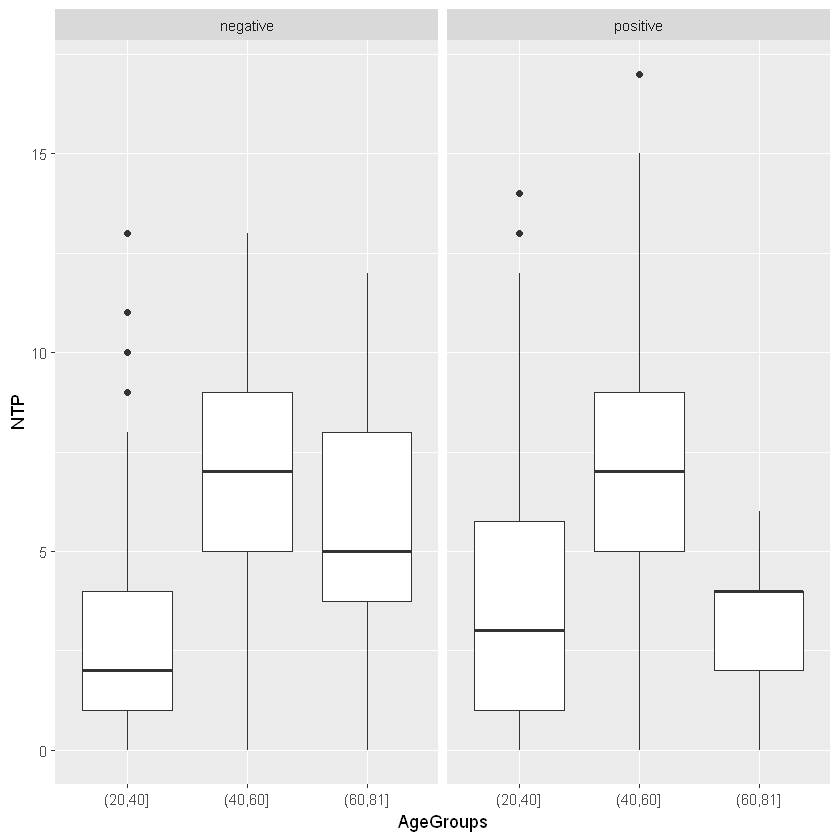 negative positive
15
10
5
0
NTP
(20,40] (40,60] (60,81] (20,40] (40,60] (60,81]
AgeGroups